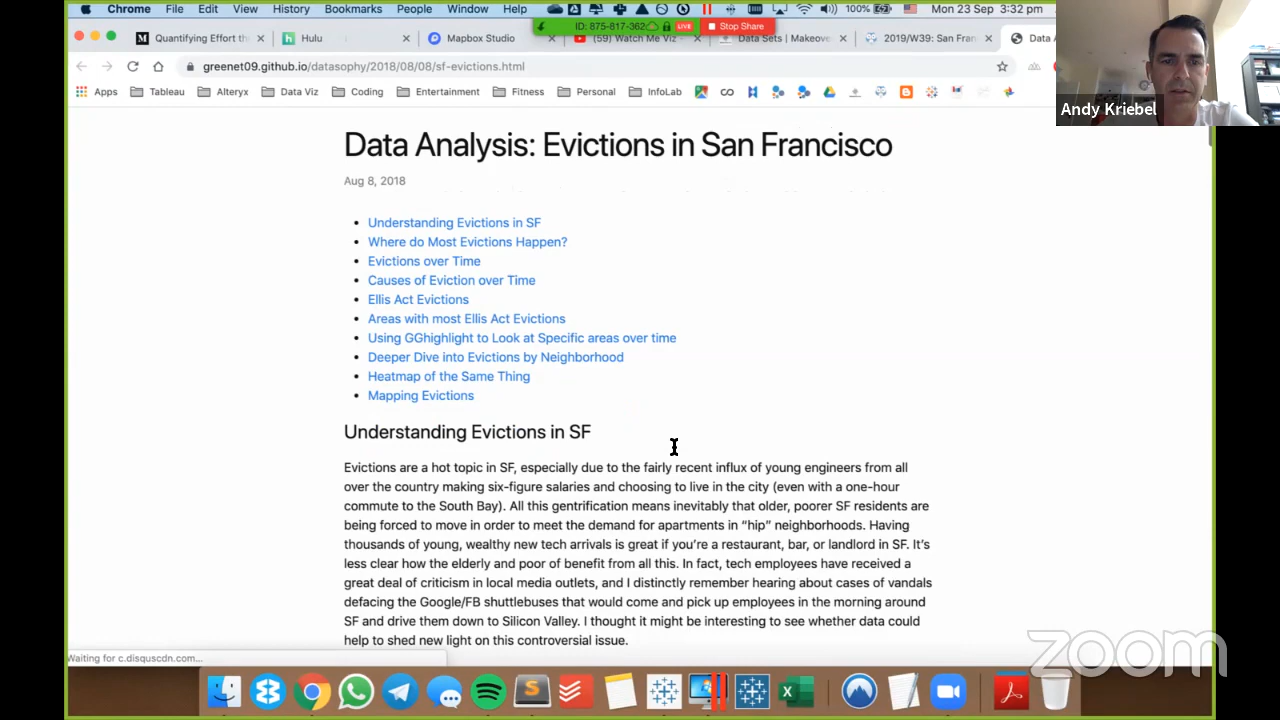 Chrome File Edit View History Bookmarks People Window Help 100% Mon 23 Sep 3:32 pm
ID: 875-817-362 LIVE Stop Share
Quantifying Effort th Hulu Mapbox Studio (59) Watch Me Viz - Data Sets | Makeove 2019/W39: San Fran Data A
greenet09.github.io/datasophy/2018/08/08/sf-evictions.html
Apps Tableau Alteryx Data Viz Coding Entertainment Fitness Personal InfoLab
Andy Kriebel
Data Analysis: Evictions in San Francisco
Aug 8, 2018
• Understanding Evictions in SF
• Where do Most Evictions Happen?
• Evictions over Time
• Causes of Eviction over Time
• Ellis Act Evictions
• Areas with most Ellis Act Evictions
• Using GGhighlight to Look at Specific areas over time
• Deeper Dive into Evictions by Neighborhood
• Heatmap of the Same Thing
• Mapping Evictions
Understanding Evictions in SF
Evictions are a hot topic in SF, especially due to the fairly recent influx of young engineers from all
over the country making six-figure salaries and choosing to live in the city (even with a one-hour
commute to the South Bay). All this gentrification means inevitably that older, poorer SF residents are
being forced to move in order to meet the demand for apartments in “hip” neighborhoods. Having
thousands of young, wealthy new tech arrivals is great if you’re a restaurant, bar, or landlord in SF. It’s
less clear how the elderly and poor of benefit from all this. In fact, tech employees have received a
great deal of criticism in local media outlets, and I distinctly remember hearing about cases of vandals
defacing the Google/FB shuttlebuses that would come and pick up employees in the morning around
SF and drive them down to Silicon Valley. I thought it might be interesting to see whether data could
help to shed new light on this controversial issue.
Waiting for c.disquscdn.com...
zoom